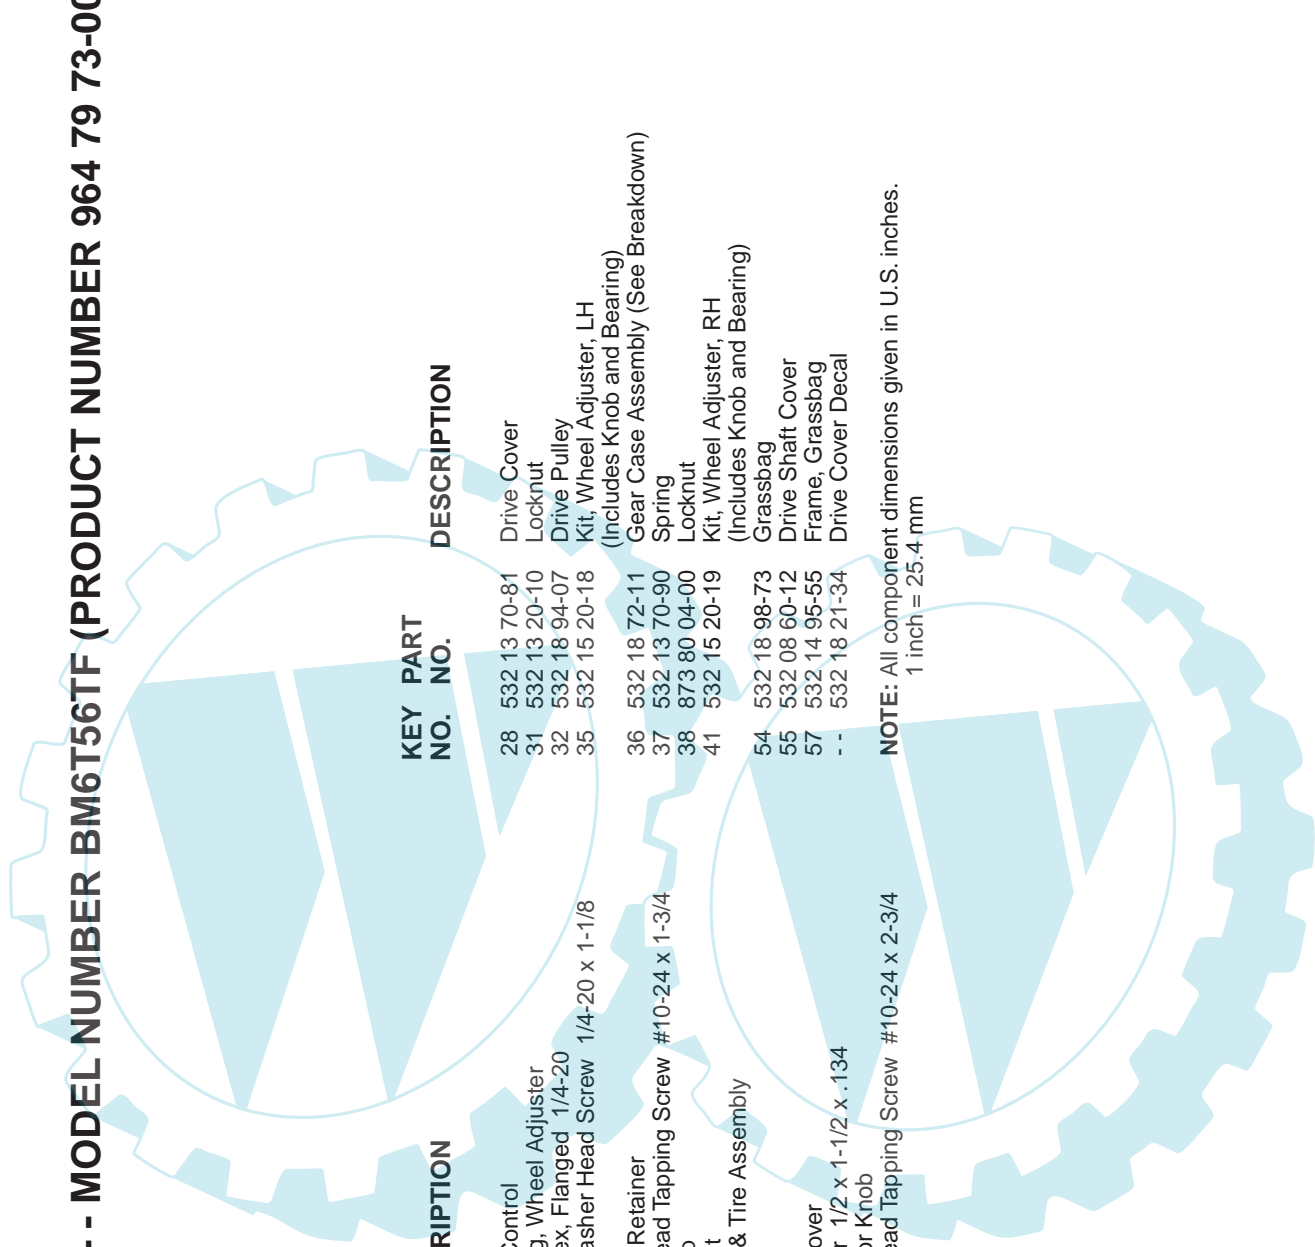 - - MODEL NUMBER BM6T56TF (PRODUCT NUMBER 964 79 73-00
RIPTION
Control
g, Wheel Adjuster
ex, Flanged 1/4-20
asher Head Screw 1/4-20 x 1-1/8
Retainer
ead Tapping Screw #10-24 x 1-3/4
t
& Tire Assembly
over
r 1/2 x 1-1/2 x .134
or Knob
ead Tapping Screw #10-24 x 2-3/4
KEY PART
NO. NO. DESCRIPTION
28 532 13 70-81 Drive Cover
31 532 13 20-10 Locknut
32 532 18 94-07 Drive Pulley
35 532 15 20-18 Kit, Wheel Adjuster, LH
(Includes Knob and Bearing)
36 532 18 72-11 Gear Case Assembly (See Breakdown)
37 532 13 70-90 Spring
38 873 80 04-00 Locknut
41 532 15 20-19 Kit, Wheel Adjuster, RH
(Includes Knob and Bearing)
54 532 18 98-73 Grassbag
55 532 08 60-12 Drive Shaft Cover
57 532 14 95-55 Frame, Grassbag
- - 532 18 21-34 Drive Cover Decal
NOTE: All component dimensions given in U.S. inches.
1 inch = 25.4 mm